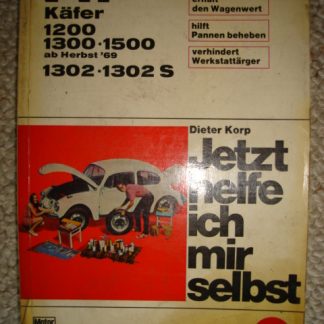 Käfer
1200
1300·1500
ab Herbst '69
1302·1302 S
erhält
den Wagenwert
hilft
Pannen beheben
verhindert
Werkstattärger
Dieter Korp
Jetzt
helfe
ich
mir
selbst